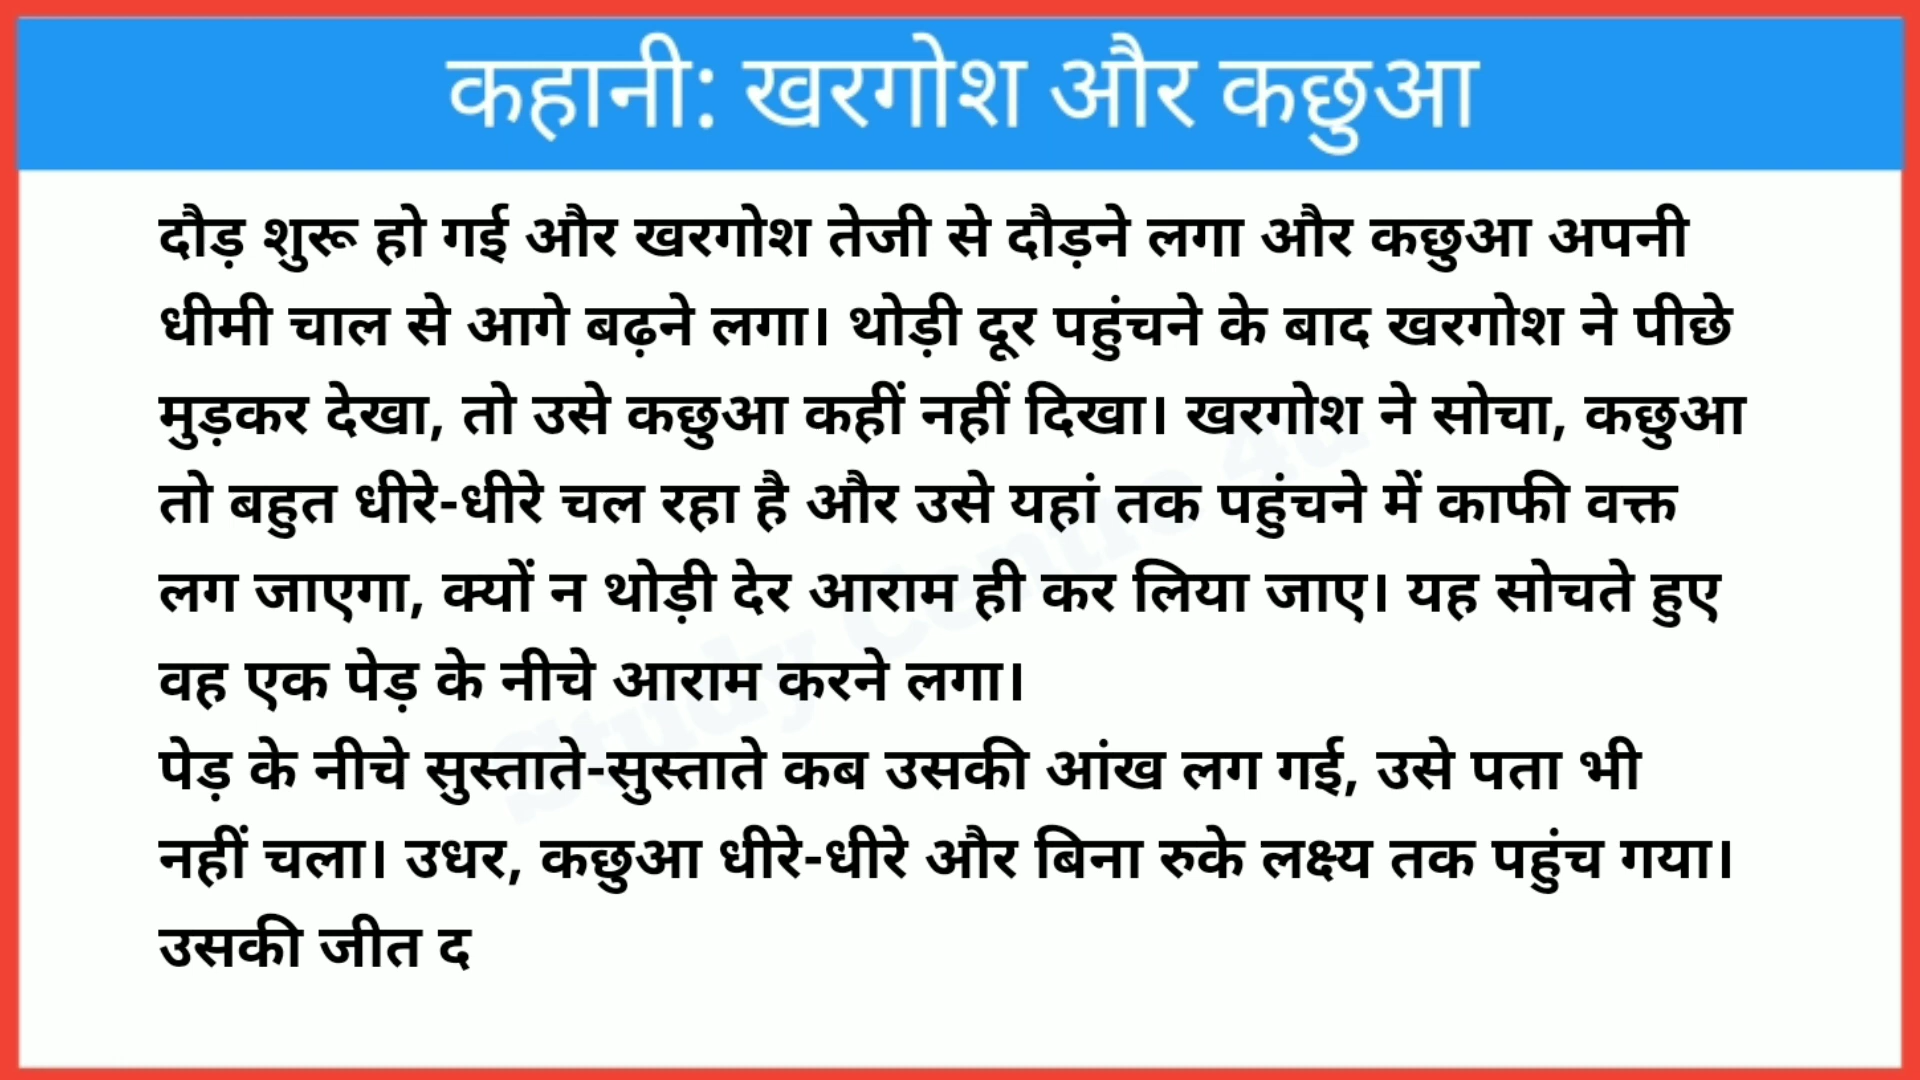 कहानी: खरगोश और कछुआ
दौड़ शुरू हो गई और खरगोश तेजी से दौड़ने लगा और कछुआ अपनी
धीमी चाल से आगे बढ़ने लगा। थोड़ी दूर पहुंचने के बाद खरगोश ने पीछे
मुड़कर देखा, तो उसे कछुआ कहीं नहीं दिखा। खरगोश ने सोचा, कछुआ
तो बहुत धीरे-धीरे चल रहा है और उसे यहां तक पहुंचने में काफी वक्त
लग जाएगा, क्यों न थोड़ी देर आराम ही कर लिया जाए। यह सोचते हुए
वह एक पेड़ के नीचे आराम करने लगा।
पेड़ के नीचे सुस्ताते-सुस्ताते कब उसकी आंख लग गई, उसे पता भी
नहीं चला। उधर, कछुआ धीरे-धीरे और बिना रुके लक्ष्य तक पहुंच गया।
उसकी जीत द
Study Centre 4u